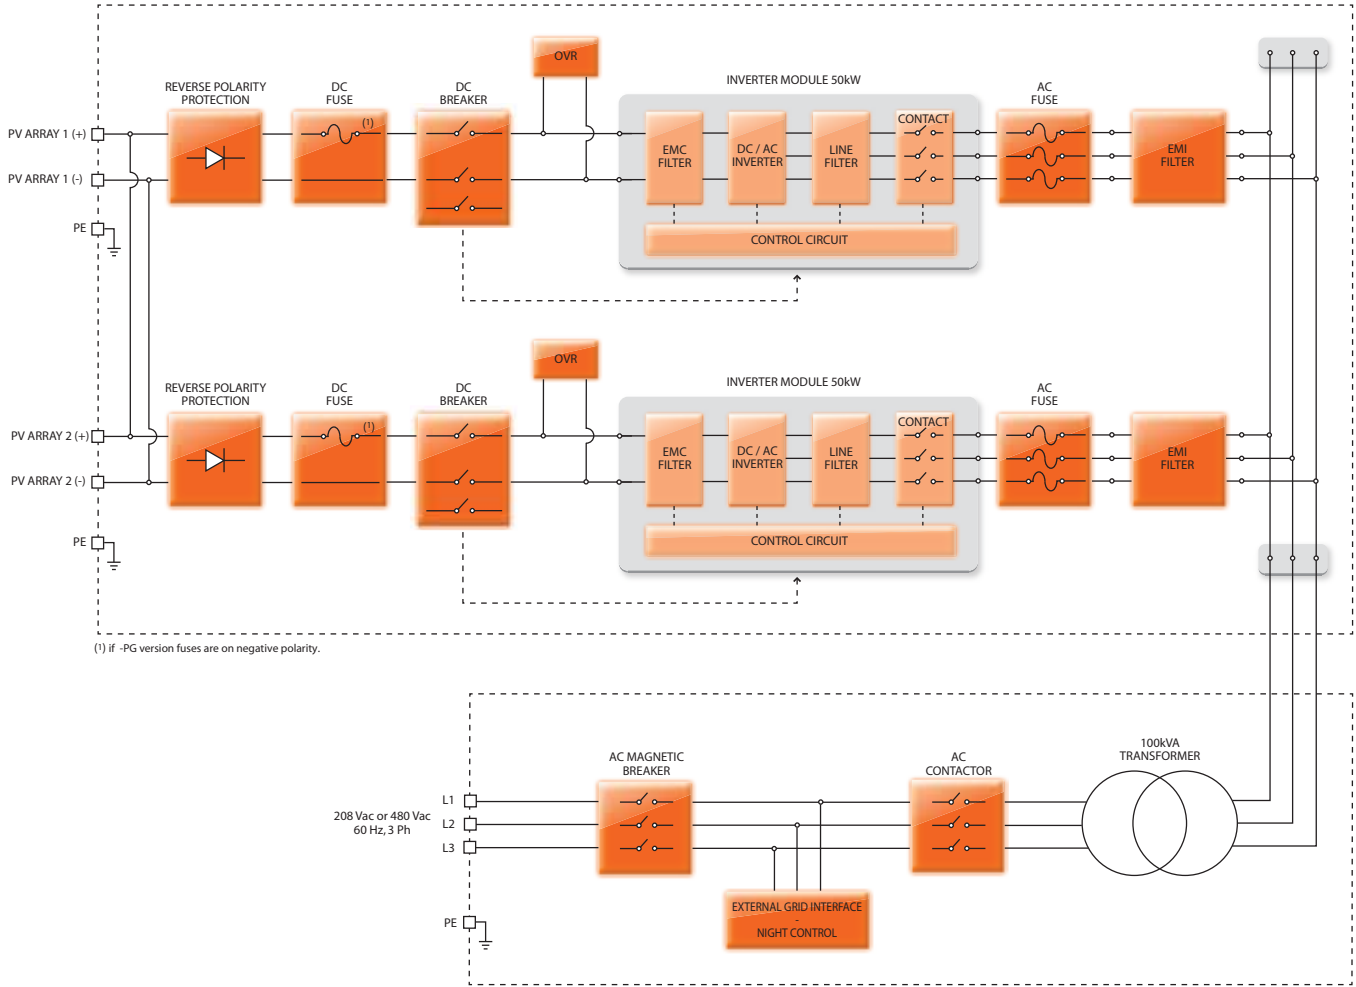 OVR
REVERSE POLARITY
PROTECTION
DC
FUSE
DC
BREAKER
INVERTER MODULE 50kW
AC
FUSE
PV ARRAY 1 (+)
(1)
CONTACT
EMC
FILTER
DC / AC
INVERTER
LINE
FILTER
EMI
FILTER
PV ARRAY 1 (-)
PE
CONTROL CIRCUIT
OVR
REVERSE POLARITY
PROTECTION
DC
FUSE
DC
BREAKER
INVERTER MODULE 50kW
AC
FUSE
PV ARRAY 2 (+)
(1)
CONTACT
EMC
FILTER
DC / AC
INVERTER
LINE
FILTER
EMI
FILTER
PV ARRAY 2 (-)
PE
CONTROL CIRCUIT
(1) if -PG version fuses are on negative polarity.
AC MAGNETIC
BREAKER
AC
CONTACTOR
100kVA
TRANSFORMER
208 Vac or 480 Vac
60 Hz, 3 Ph
L1
L2
L3
EXTERNAL GRID INTERFACE
-
NIGHT CONTROL
PE